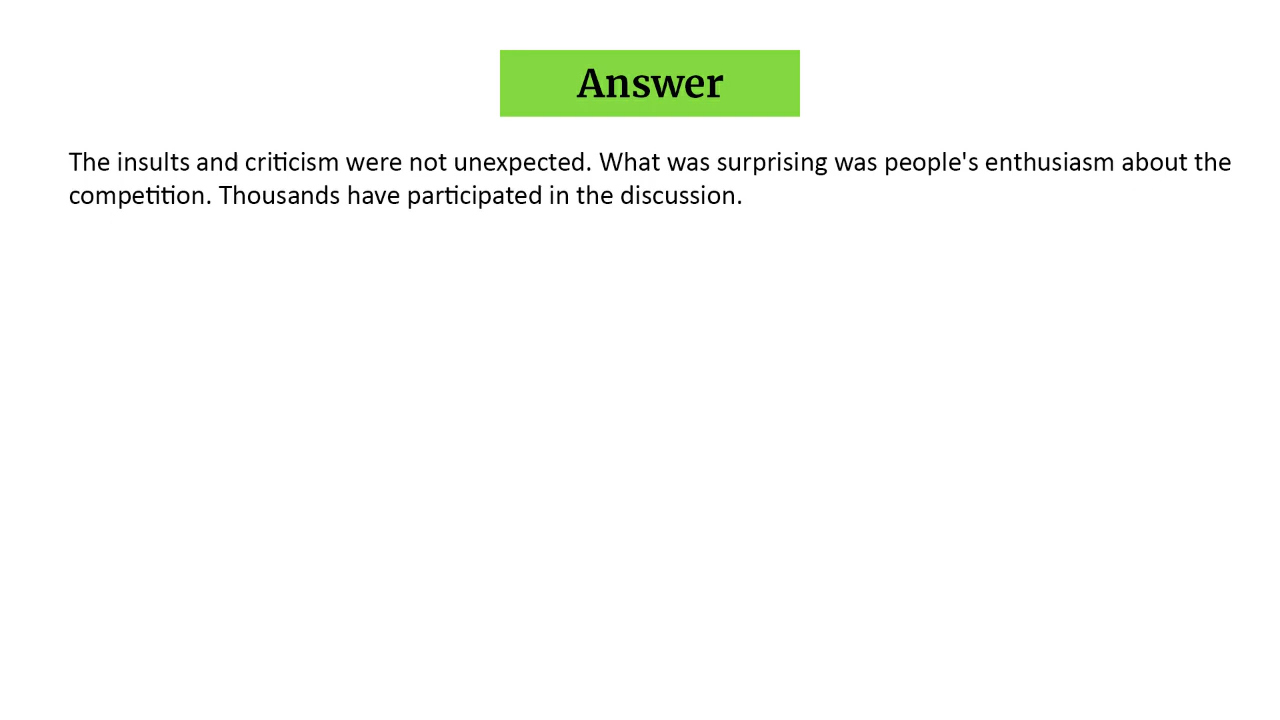 Answer
The insults and criticism were not unexpected. What was surprising was people's enthusiasm about the
competition. Thousands have participated in the discussion.